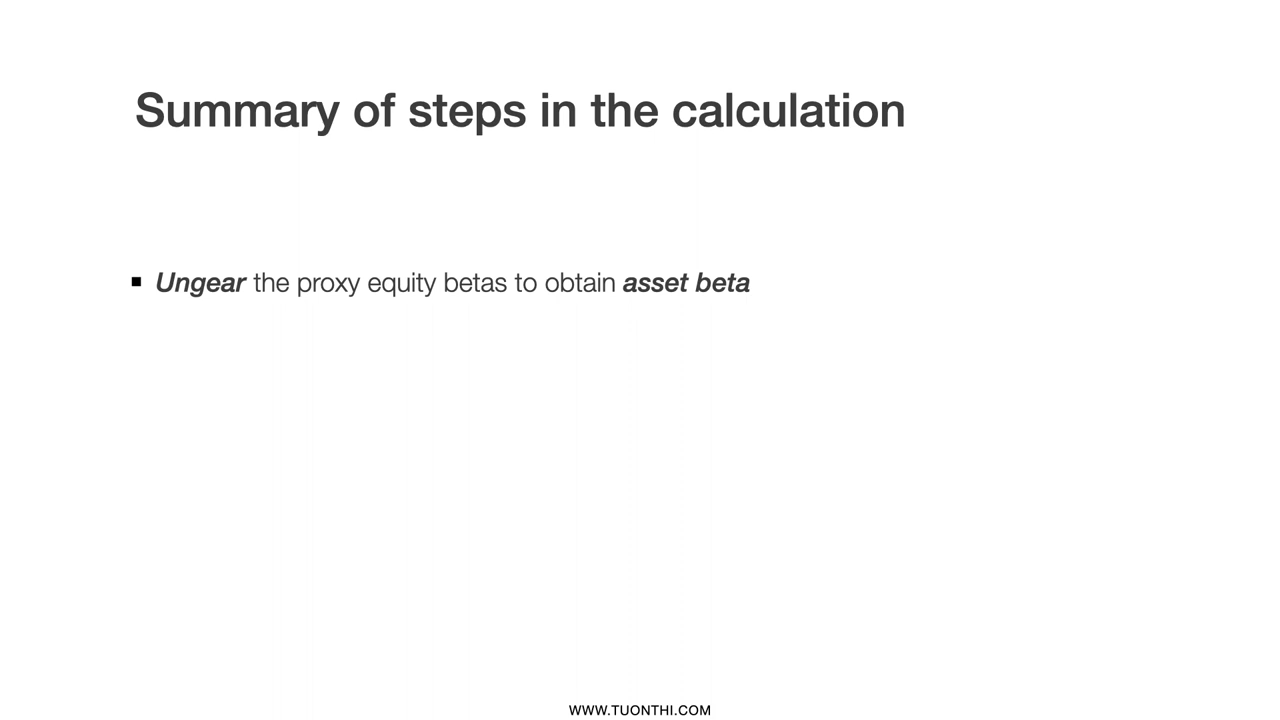 Summary of steps in the calculation
▪ Ungear the proxy equity betas to obtain asset beta
WWW.TUONTHI.COM